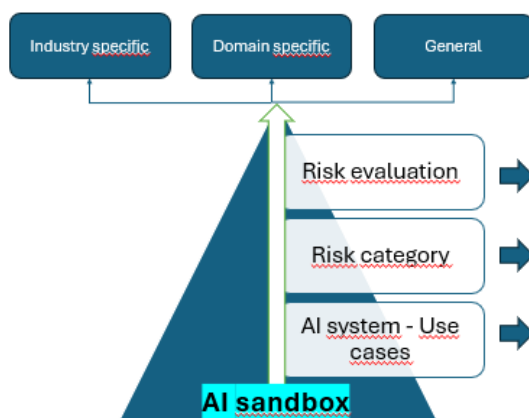 Industry specific
Domain specific
General
Risk evaluation
Risk category
AI system - Use
cases
AI sandbox